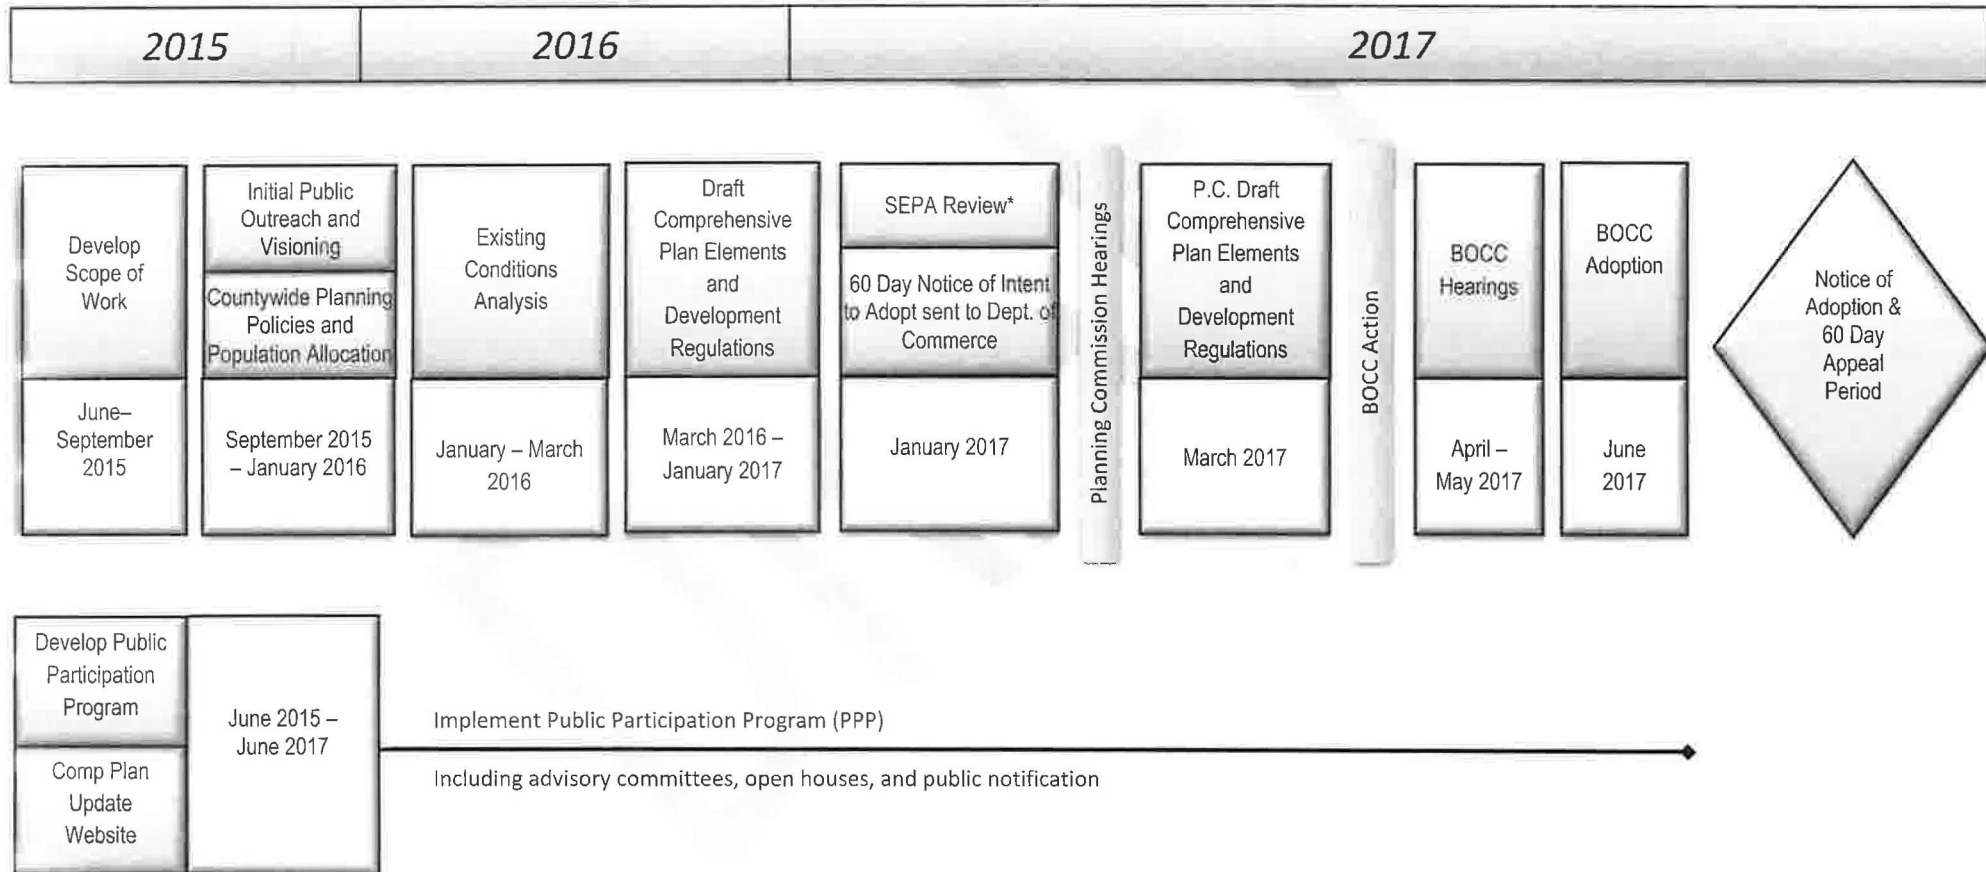 2015
2016
2017
Develop
Scope of
Work
June–
September
2015
Initial Public
Outreach and
Visioning
Countywide Planning
Policies and
Population Allocation
September 2015
– January 2016
Existing
Conditions
Analysis
January – March
2016
Draft
Comprehensive
Plan Elements
and
Development
Regulations
March 2016 –
January 2017
SEPA Review*
60 Day Notice of Intent
to Adopt sent to Dept. of
Commerce
January 2017
Planning Commission Hearings
P.C. Draft
Comprehensive
Plan Elements
and
Development
Regulations
March 2017
BOCC Action
BOCC
Hearings
April –
May 2017
BOCC
Adoption
June
2017
Notice of
Adoption &
60 Day
Appeal
Period
Develop Public
Participation
Program
Comp Plan
Update
Website
June 2015 –
June 2017
Implement Public Participation Program (PPP)
Including advisory committees, open houses, and public notification